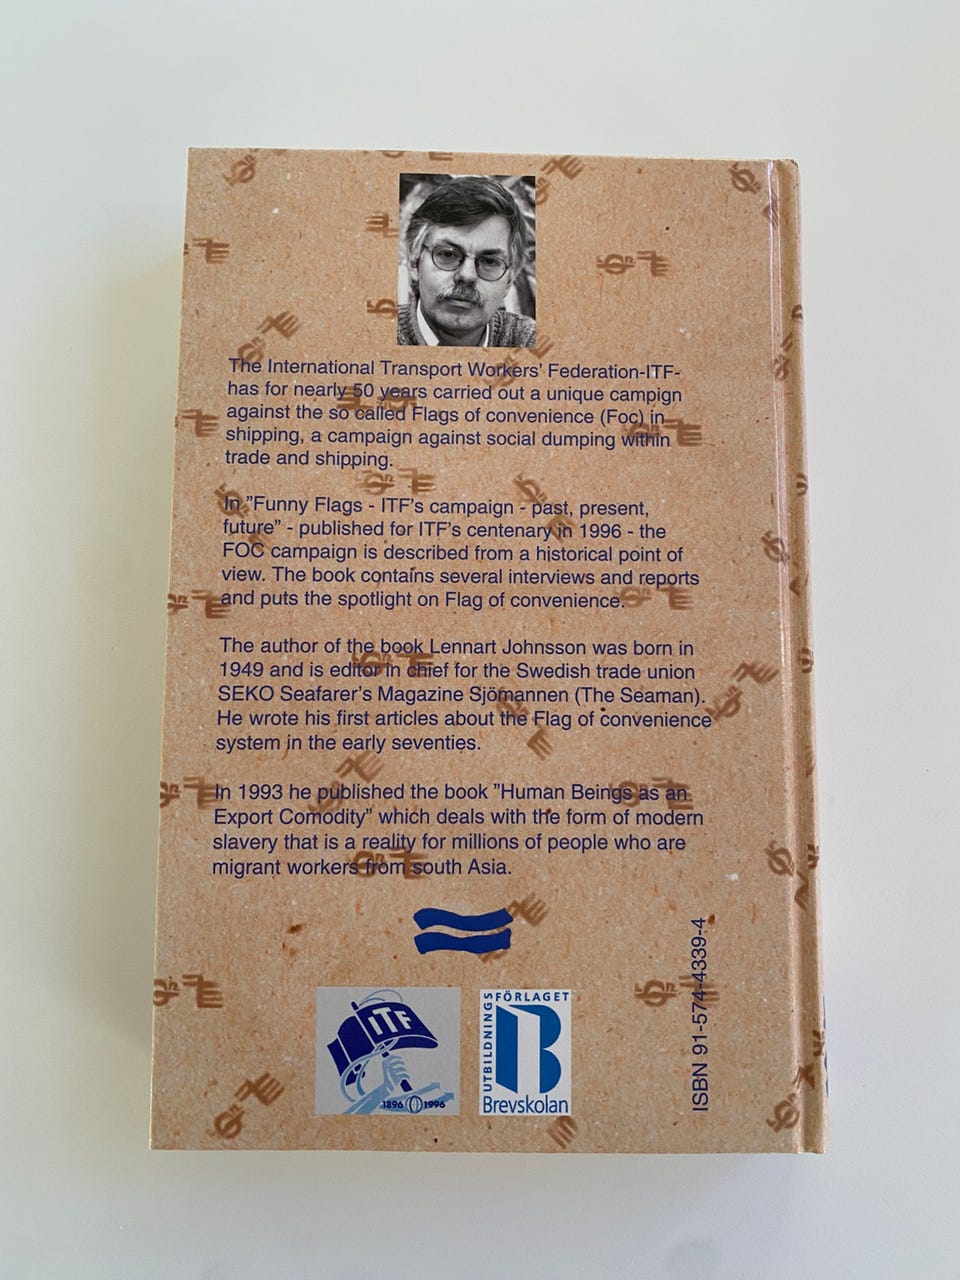 The International Transport Workers' Federation-ITF-
has for nearly 50 years carried out a unique campign
against the so called Flags of convenience (Foc) in
shipping, a campaign against social dumping within
trade and shipping.
In ”Funny Flags - ITF's campaign - past, present,
future” - published for ITF's centenary in 1996 - the
FOC campaign is described from a historical point of
view. The book contains several interviews and reports
and puts the spotlight on Flag of convenience.
The author of the book Lennart Johnsson was born in
1949 and is editor in chief for the Swedish trade union
SEKO Seafarer's Magazine Sjömannen (The Seaman).
He wrote his first articles about the Flag of convenience
system in the early seventies.
In 1993 he published the book ”Human Beings as an
Export Comodity” which deals with the form of modern
slavery that is a reality for millions of people who are
migrant workers from south Asia.
ITF
1896 1996
UTBILDNINGSFÖRLAGET
Brevskolan
ISBN 91-574-4339-4